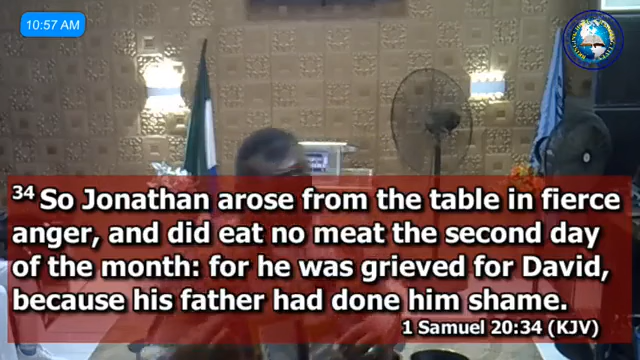 10:57 AM
34 So Jonathan arose from the table in fierce
anger, and did eat no meat the second day
of the month: for he was grieved for David,
because his father had done him shame.
1 Samuel 20:34 (KJV)